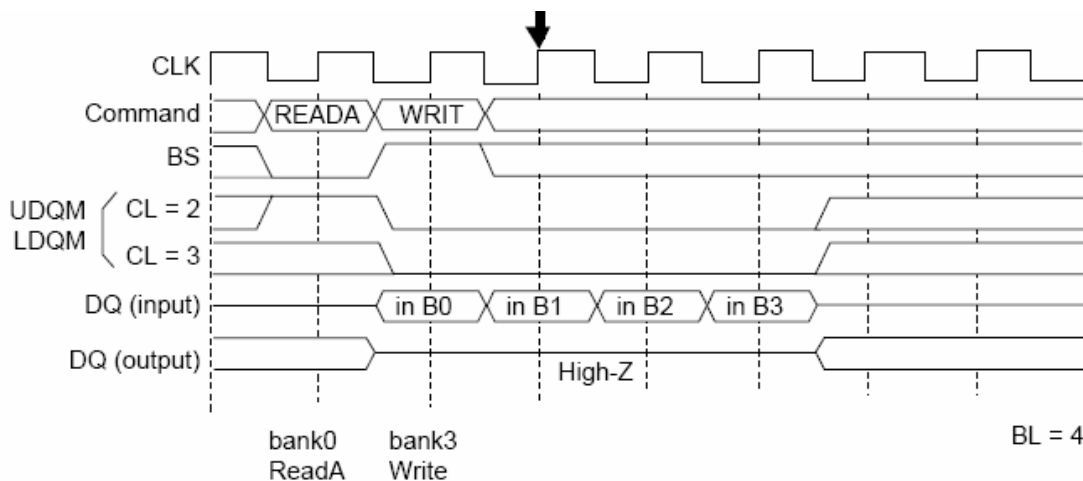 CLK
Command READA WRIT
BS
UDQM CL = 2
LDQM CL = 3
DQ (input) in B0 in B1 in B2 in B3
DQ (output) High-Z
bank0 bank3 BL = 4
ReadA Write